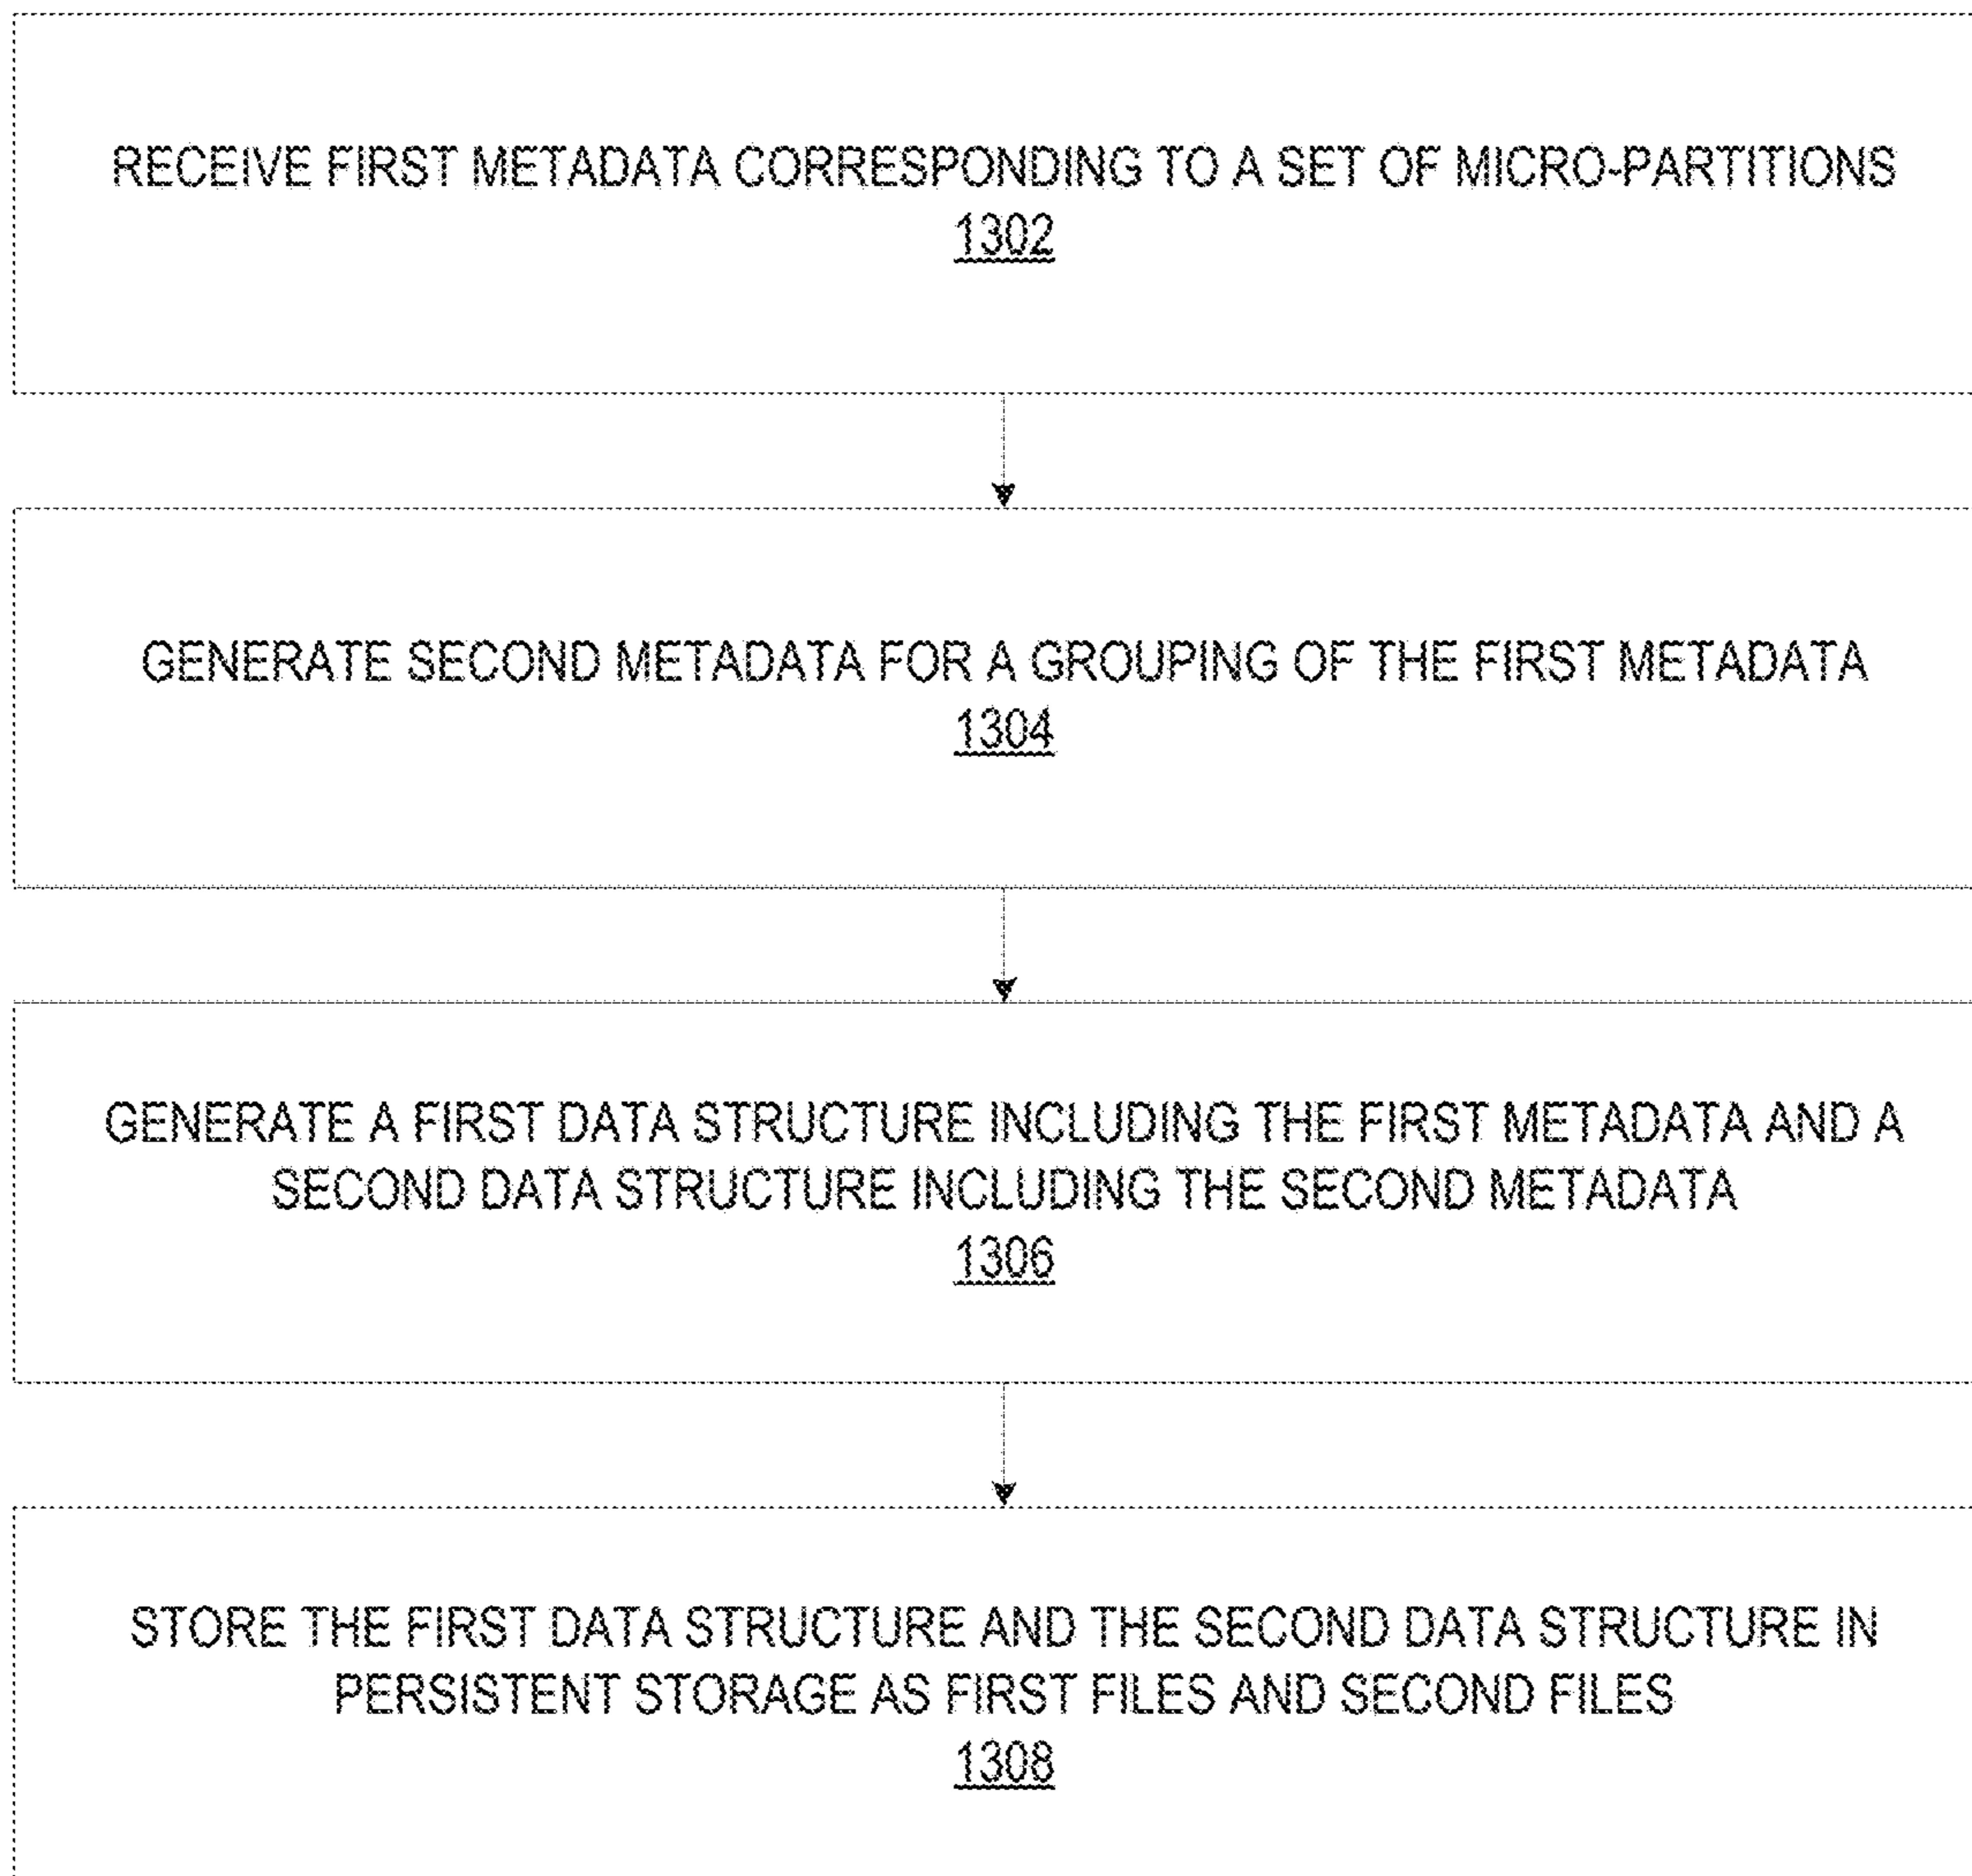 RECEIVE FIRST METADATA CORRESPONDING TO A SET OF MICRO-PARTITIONS
1302
GENERATE SECOND METADATA FOR A GROUPING OF THE FIRST METADATA
1304
GENERATE A FIRST DATA STRUCTURE INCLUDING THE FIRST METADATA AND A
SECOND DATA STRUCTURE INCLUDING THE SECOND METADATA
1306
STORE THE FIRST DATA STRUCTURE AND THE SECOND DATA STRUCTURE IN
PERSISTENT STORAGE AS FIRST FILES AND SECOND FILES
1308